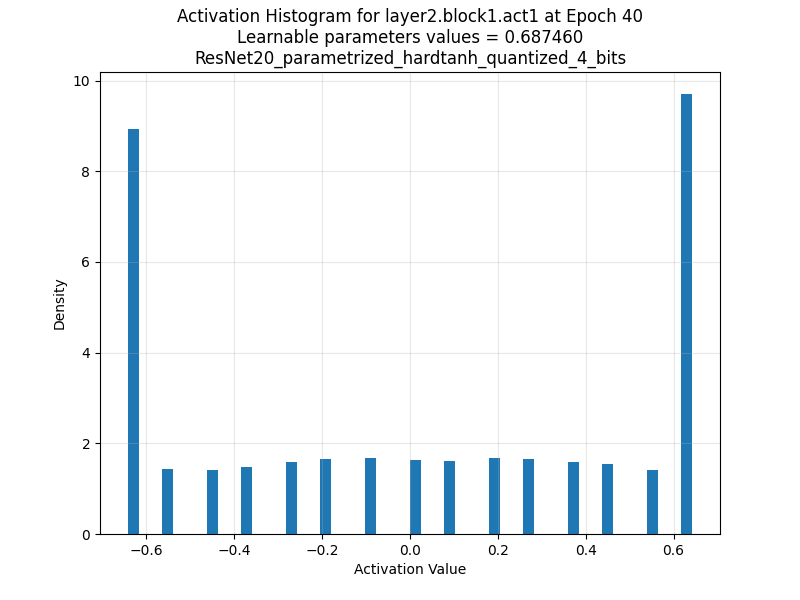 Activation Histogram for layer2.block1.act1 at Epoch 40
Learnable parameters values = 0.687460
ResNet20_parametrized_hardtanh_quantized_4_bits
10
8
6
4
2
0
Density
−0.6 −0.4 −0.2 0.0 0.2 0.4 0.6
Activation Value